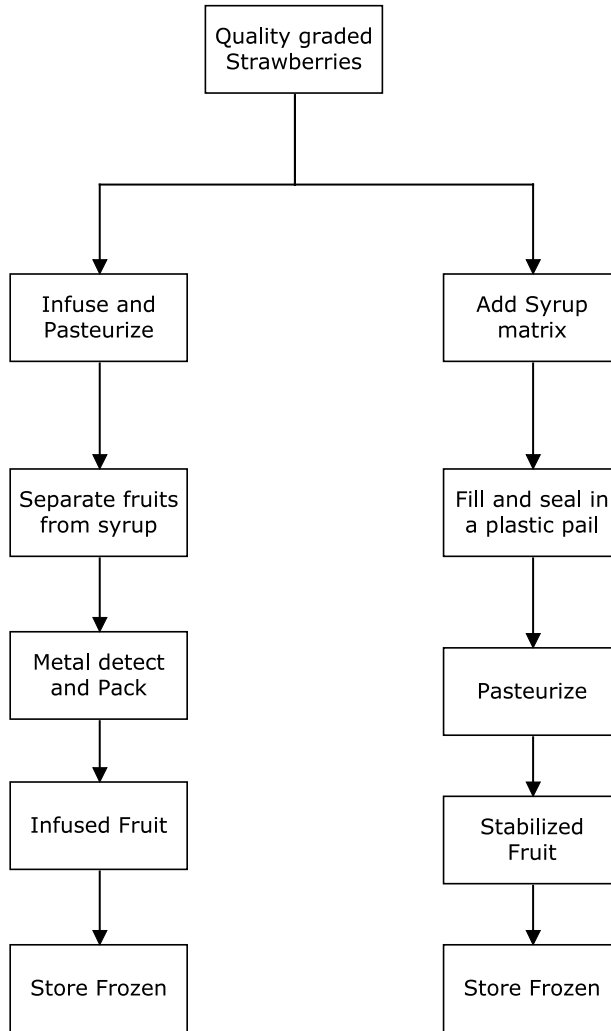 Quality graded
Strawberries
Infuse and
Pasteurize
Separate fruits
from syrup
Metal detect
and Pack
Infused Fruit
Store Frozen
Add Syrup
matrix
Fill and seal in
a plastic pail
Pasteurize
Stabilized
Fruit
Store Frozen